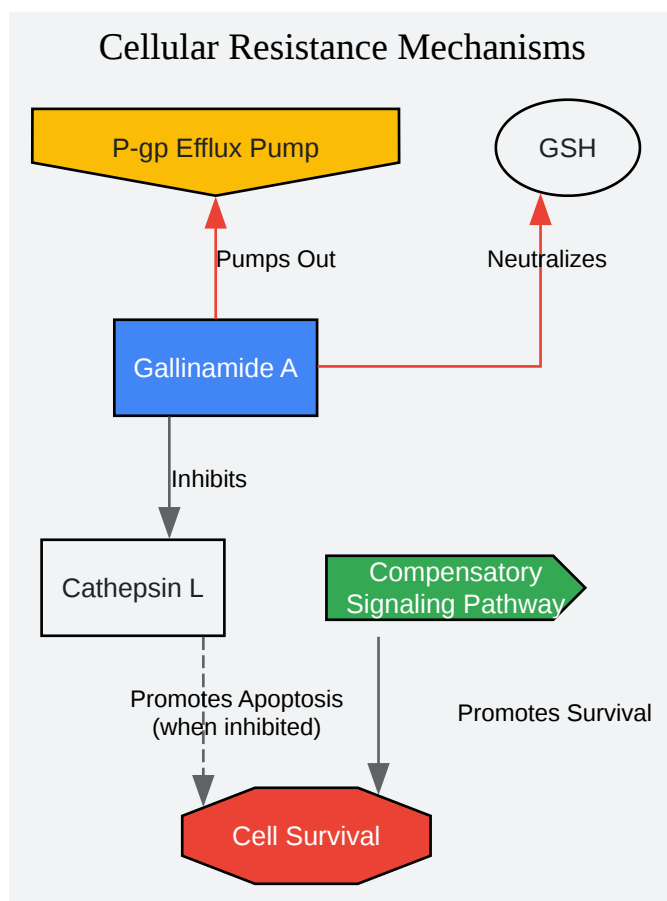 Cellular Resistance Mechanisms
P-gp Efflux Pump
GSH
Pumps Out
Neutralizes
Gallinamide A
Inhibits
Cathepsin L
Compensatory
Signaling Pathway
Promotes Apoptosis
(when inhibited)
Promotes Survival
Cell Survival